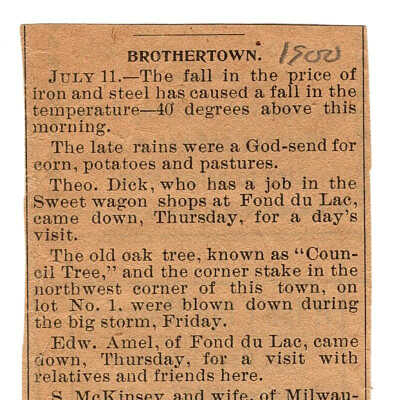 BROTHERTOWN. 1900
JULY 11.—The fall in the price of
iron and steel has caused a fall in the
temperature—40 degrees above this
morning.
The late rains were a God-send for
corn, potatoes and pastures.
Theo. Dick, who has a job in the
Sweet wagon shops at Fond du Lac,
came down, Thursday, for a day's
visit.
The old oak tree, known as "Coun-
cil Tree," and the corner stake in the
northwest corner of this town, on
lot No. 1. were blown down during
the big storm, Friday.
Edw. Amel, of Fond du Lac, came
down, Thursday, for a visit with
relatives and friends here.
S. McKinsey and wife, of Milwau-